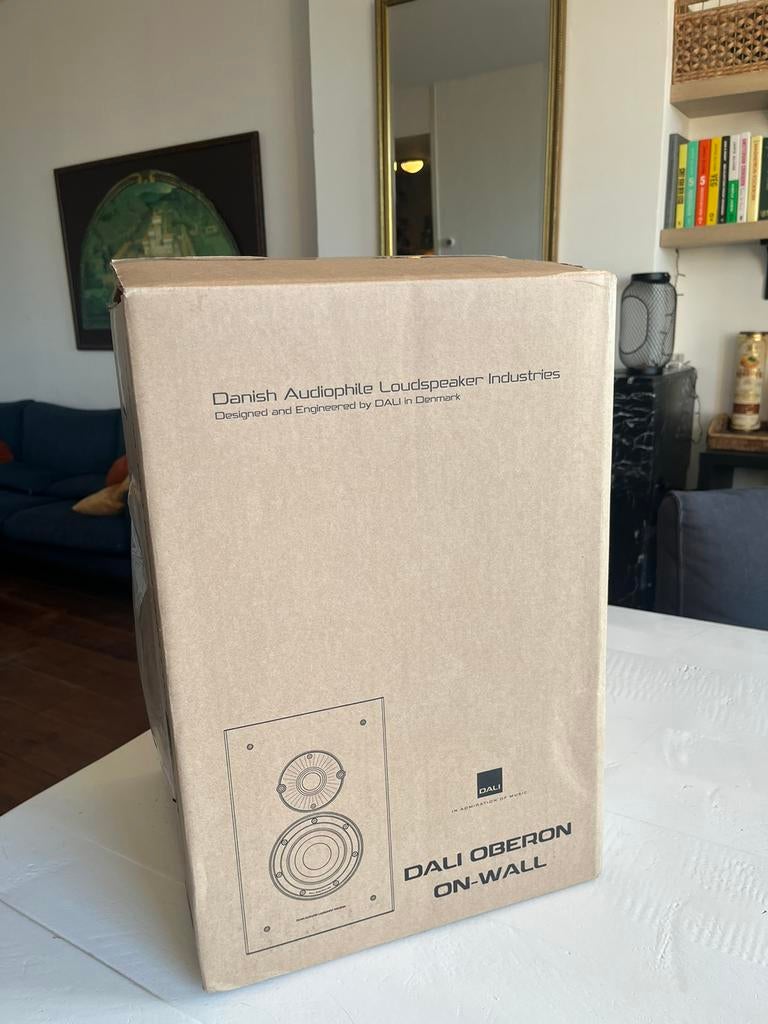 Danish Audiophile Loudspeaker Industries
Designed and Engineered by DALI in Denmark
DALI
IN ADMIRATION OF MUSIC
DALI OBERON
ON-WALL